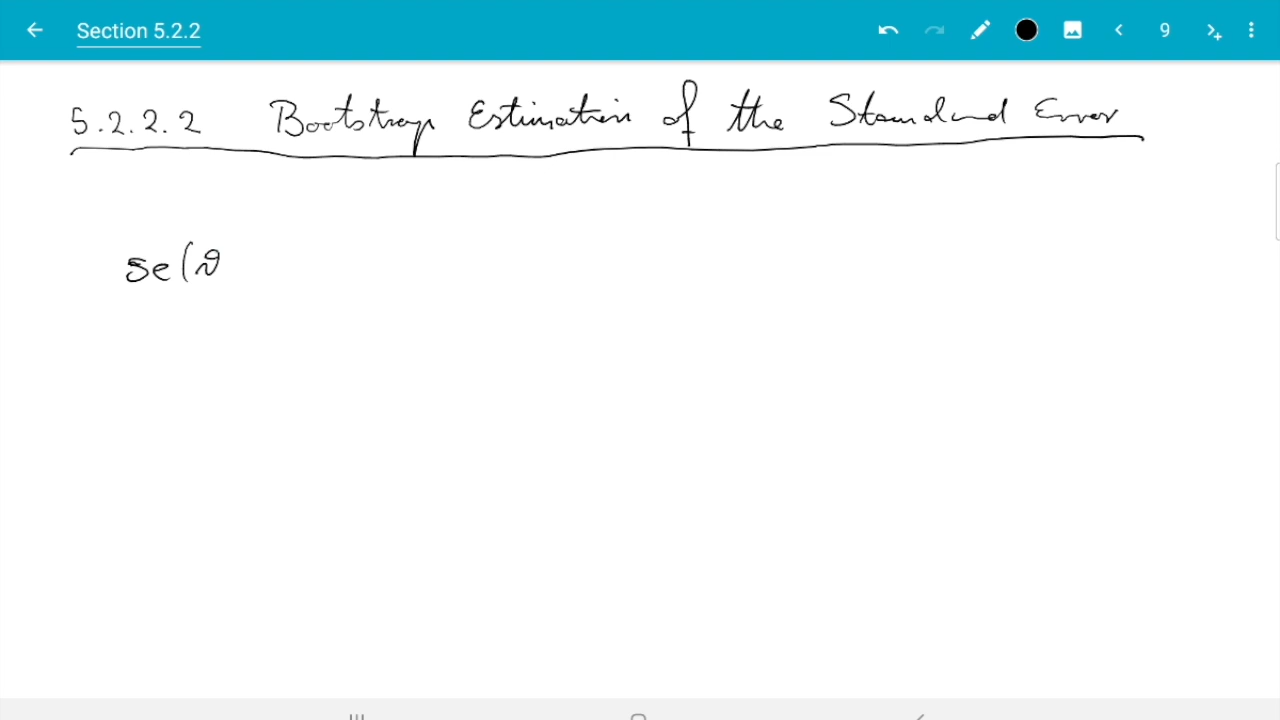 Section 5.2.2
9
5.2.2.2 Bootstrap Estimation of the Standard Error
se(ϑ